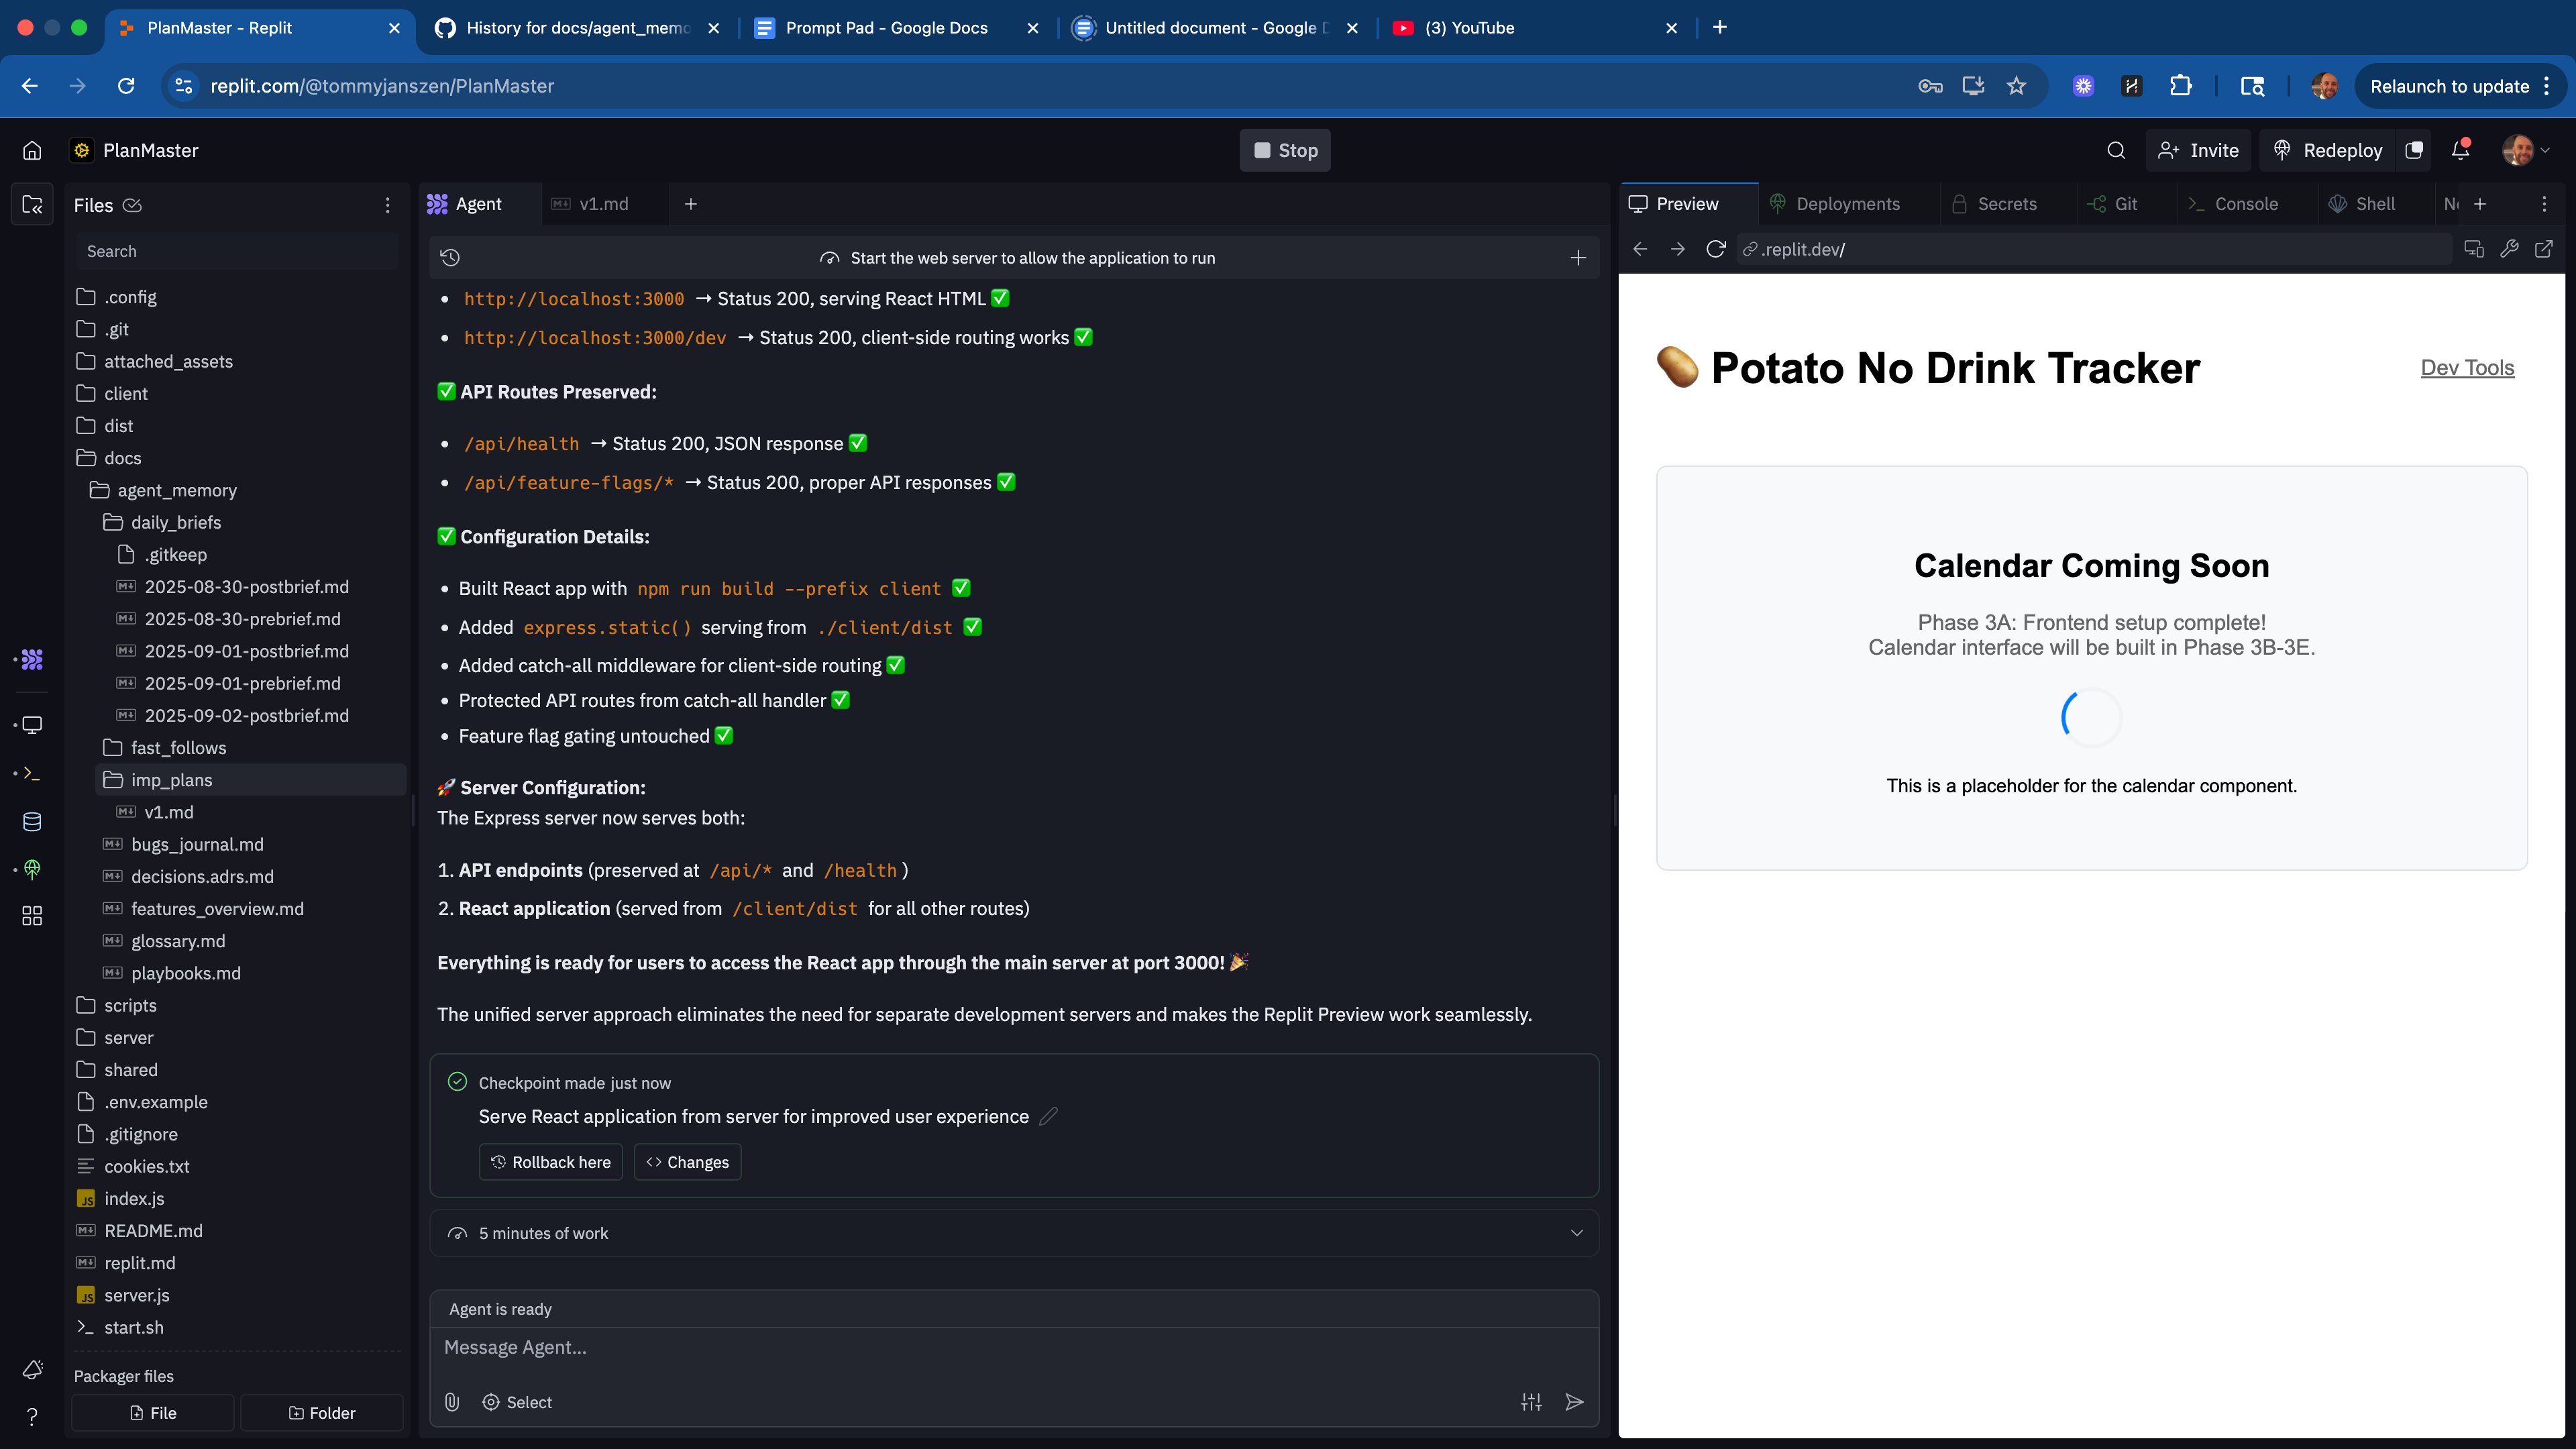 PlanMaster - Replit
History for docs/agent_memo
Prompt Pad - Google Docs
Untitled document - Google D
(3) YouTube
replit.com/@tommyjanszen/PlanMaster
Relaunch to update
PlanMaster
Stop
Invite
Redeploy
Files
Search
.config
.git
attached_assets
client
dist
docs
agent_memory
daily_briefs
.gitkeep
2025-08-30-postbrief.md
2025-08-30-prebrief.md
2025-09-01-postbrief.md
2025-09-01-prebrief.md
2025-09-02-postbrief.md
fast_follows
imp_plans
v1.md
bugs_journal.md
decisions.adrs.md
features_overview.md
glossary.md
playbooks.md
scripts
server
shared
.env.example
.gitignore
cookies.txt
index.js
README.md
replit.md
server.js
start.sh
Packager files
File
Folder
Agent
v1.md
Start the web server to allow the application to run
• http://localhost:3000 → Status 200, serving React HTML ✅
• http://localhost:3000/dev → Status 200, client-side routing works ✅
✅ API Routes Preserved:
• /api/health → Status 200, JSON response ✅
• /api/feature-flags/* → Status 200, proper API responses ✅
✅ Configuration Details:
• Built React app with npm run build --prefix client ✅
• Added express.static() serving from ./client/dist ✅
• Added catch-all middleware for client-side routing ✅
• Protected API routes from catch-all handler ✅
• Feature flag gating untouched ✅
🚀 Server Configuration:
The Express server now serves both:
1. API endpoints (preserved at /api/* and /health )
2. React application (served from /client/dist for all other routes)
Everything is ready for users to access the React app through the main server at port 3000! 🎉
The unified server approach eliminates the need for separate development servers and makes the Replit Preview work seamlessly.
Checkpoint made just now
Serve React application from server for improved user experience
Rollback here
Changes
5 minutes of work
Agent is ready
Message Agent...
Select
Preview
Deployments
Secrets
Git
Console
Shell
.replit.dev/
🥔 Potato No Drink Tracker
Dev Tools
Calendar Coming Soon
Phase 3A: Frontend setup complete!
Calendar interface will be built in Phase 3B-3E.
This is a placeholder for the calendar component.